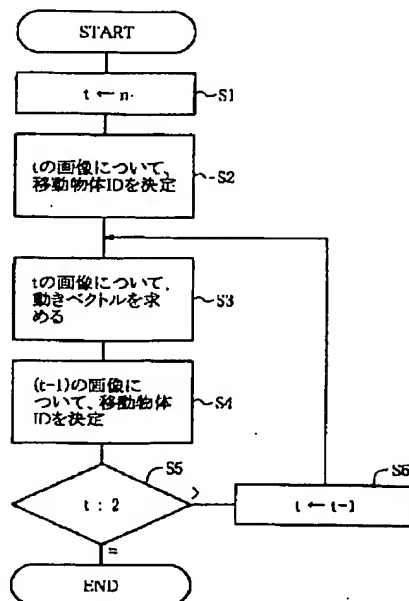 START
t ← n
S1
tの画像について、
移動物体IDを決定
S2
tの画像について、
動きベクトルを求
める
S3
(t-1)の画像に
ついて、移動物体
IDを決定
S4
S5
t : 2
>
=
S6
t ← t-1
END